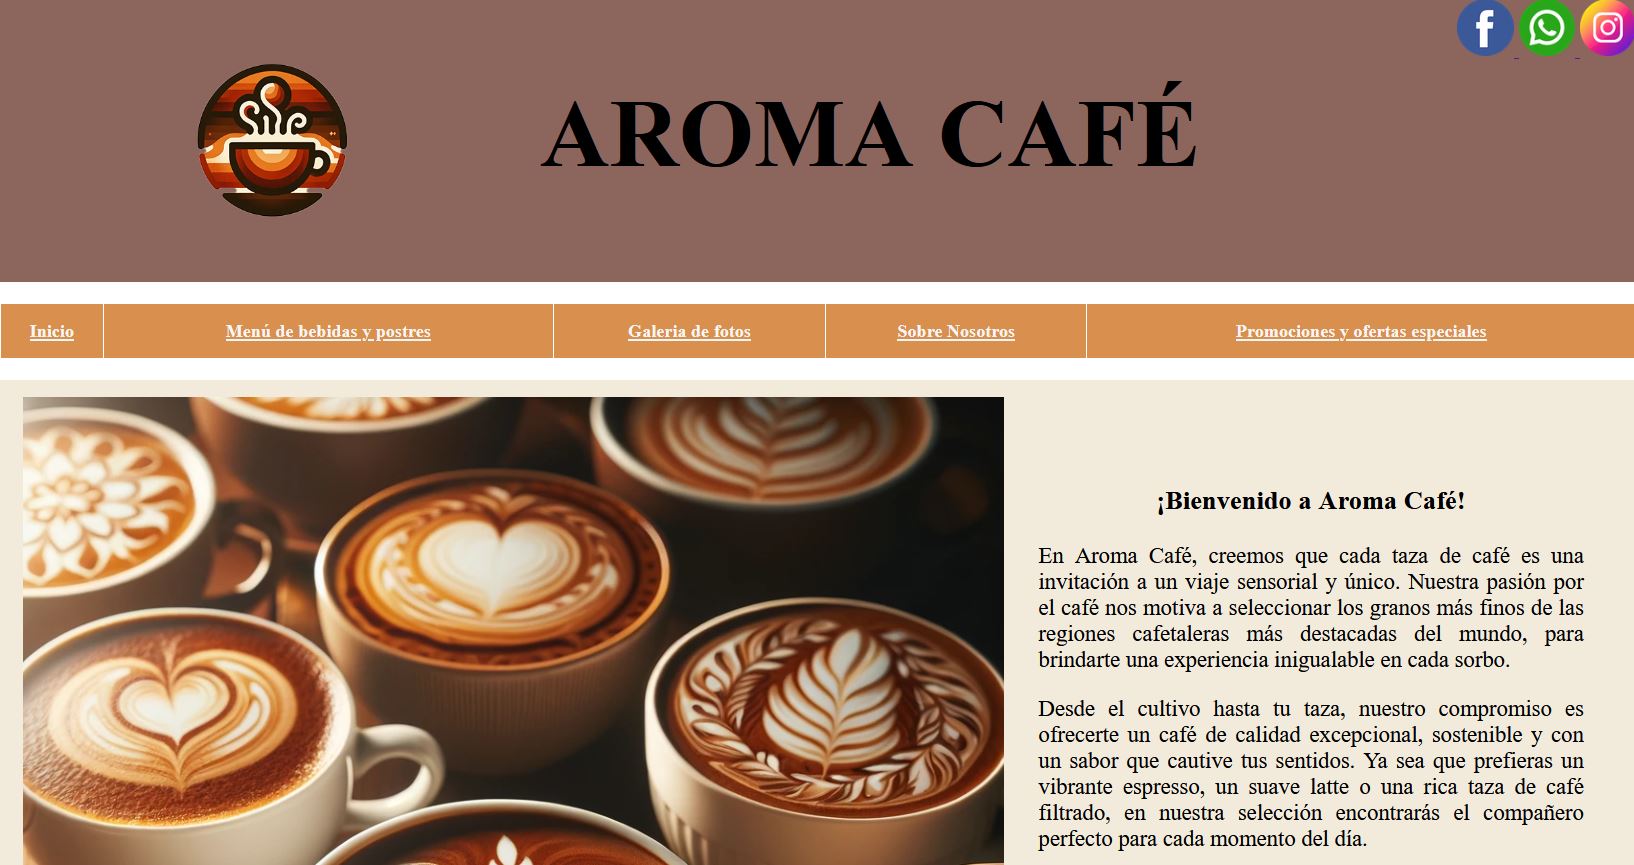 AROMA CAFÉ
Inicio
Menú de bebidas y postres
Galeria de fotos
Sobre Nosotros
Promociones y ofertas especiales
¡Bienvenido a Aroma Café!
En Aroma Café, creemos que cada taza de café es una
invitación a un viaje sensorial y único. Nuestra pasión por
el café nos motiva a seleccionar los granos más finos de las
regiones cafetaleras más destacadas del mundo, para
brindarte una experiencia inigualable en cada sorbo.
Desde el cultivo hasta tu taza, nuestro compromiso es
ofrecerte un café de calidad excepcional, sostenible y con
un sabor que cautive tus sentidos. Ya sea que prefieras un
vibrante espresso, un suave latte o una rica taza de café
filtrado, en nuestra selección encontrarás el compañero
perfecto para cada momento del día.